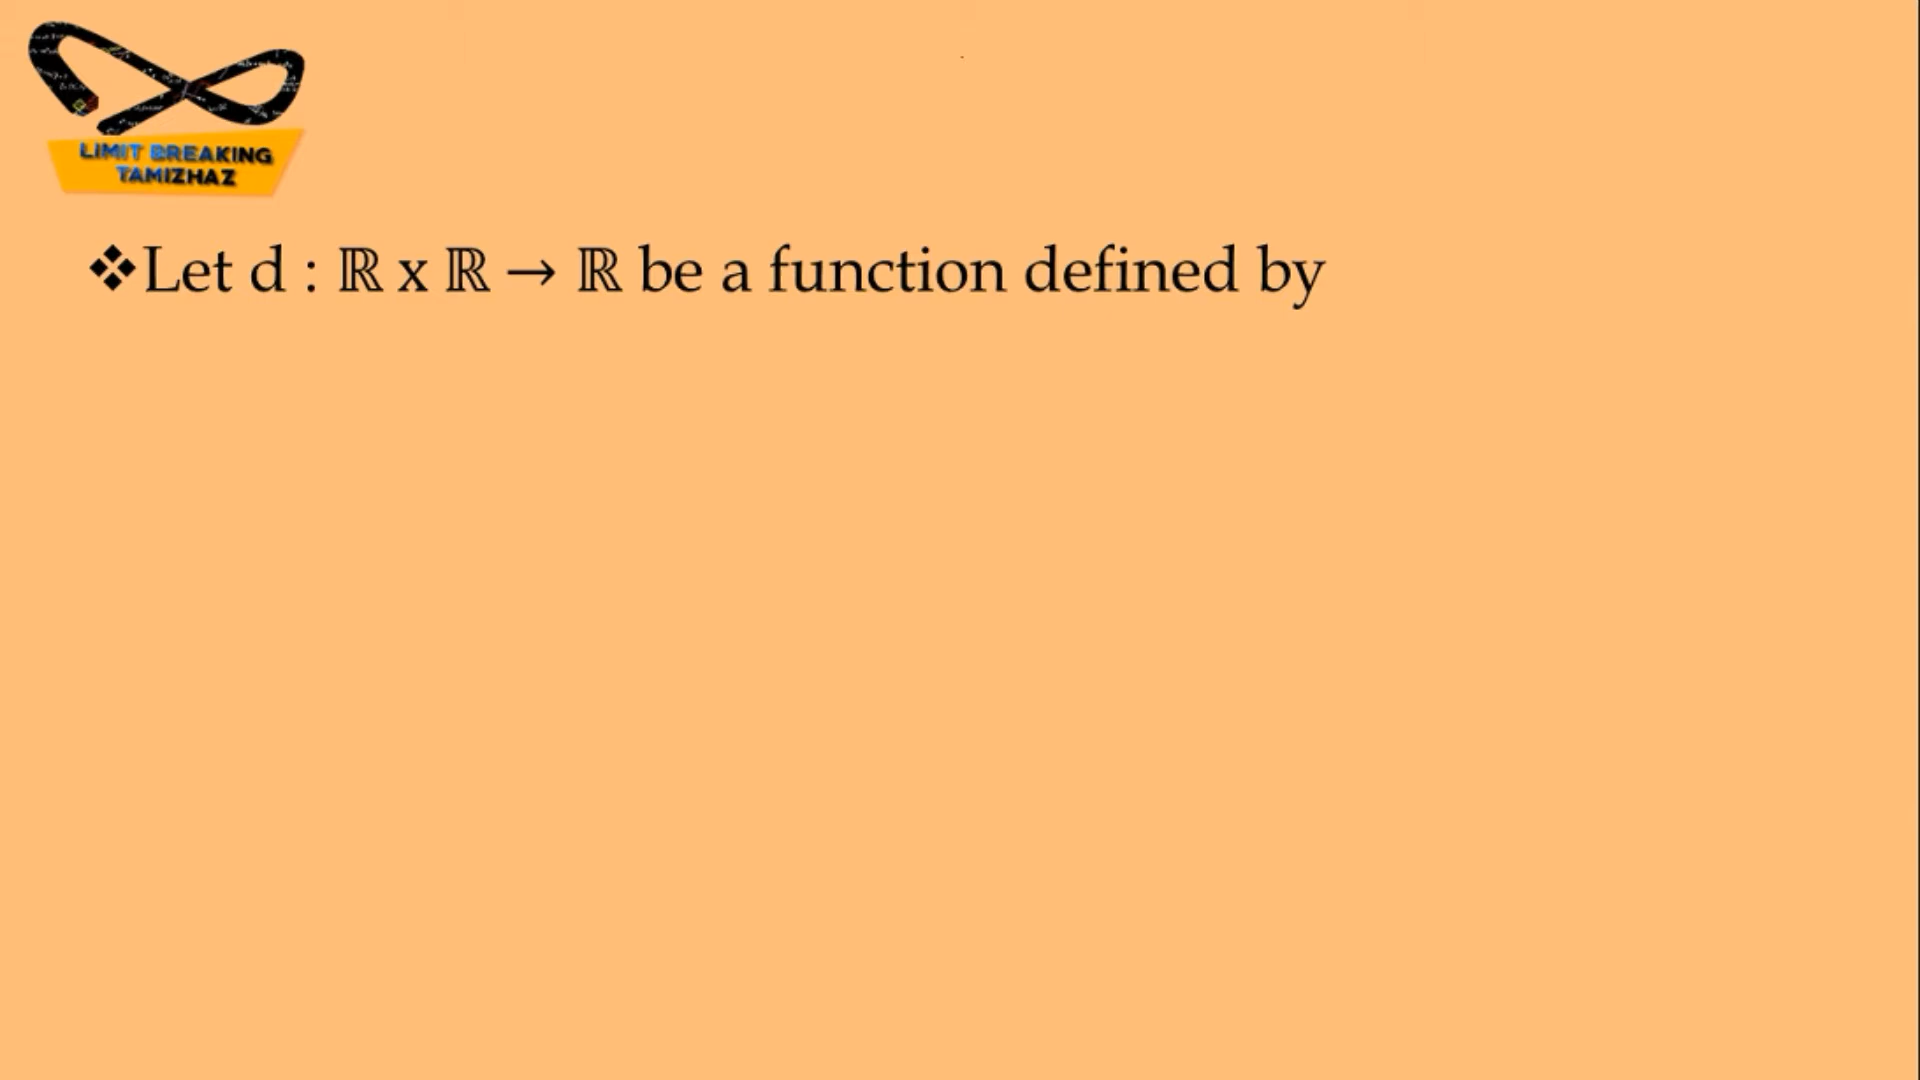 LIMIT BREAKING
TAMIZHAZ
❖Let d : ℝ x ℝ → ℝ be a function defined by